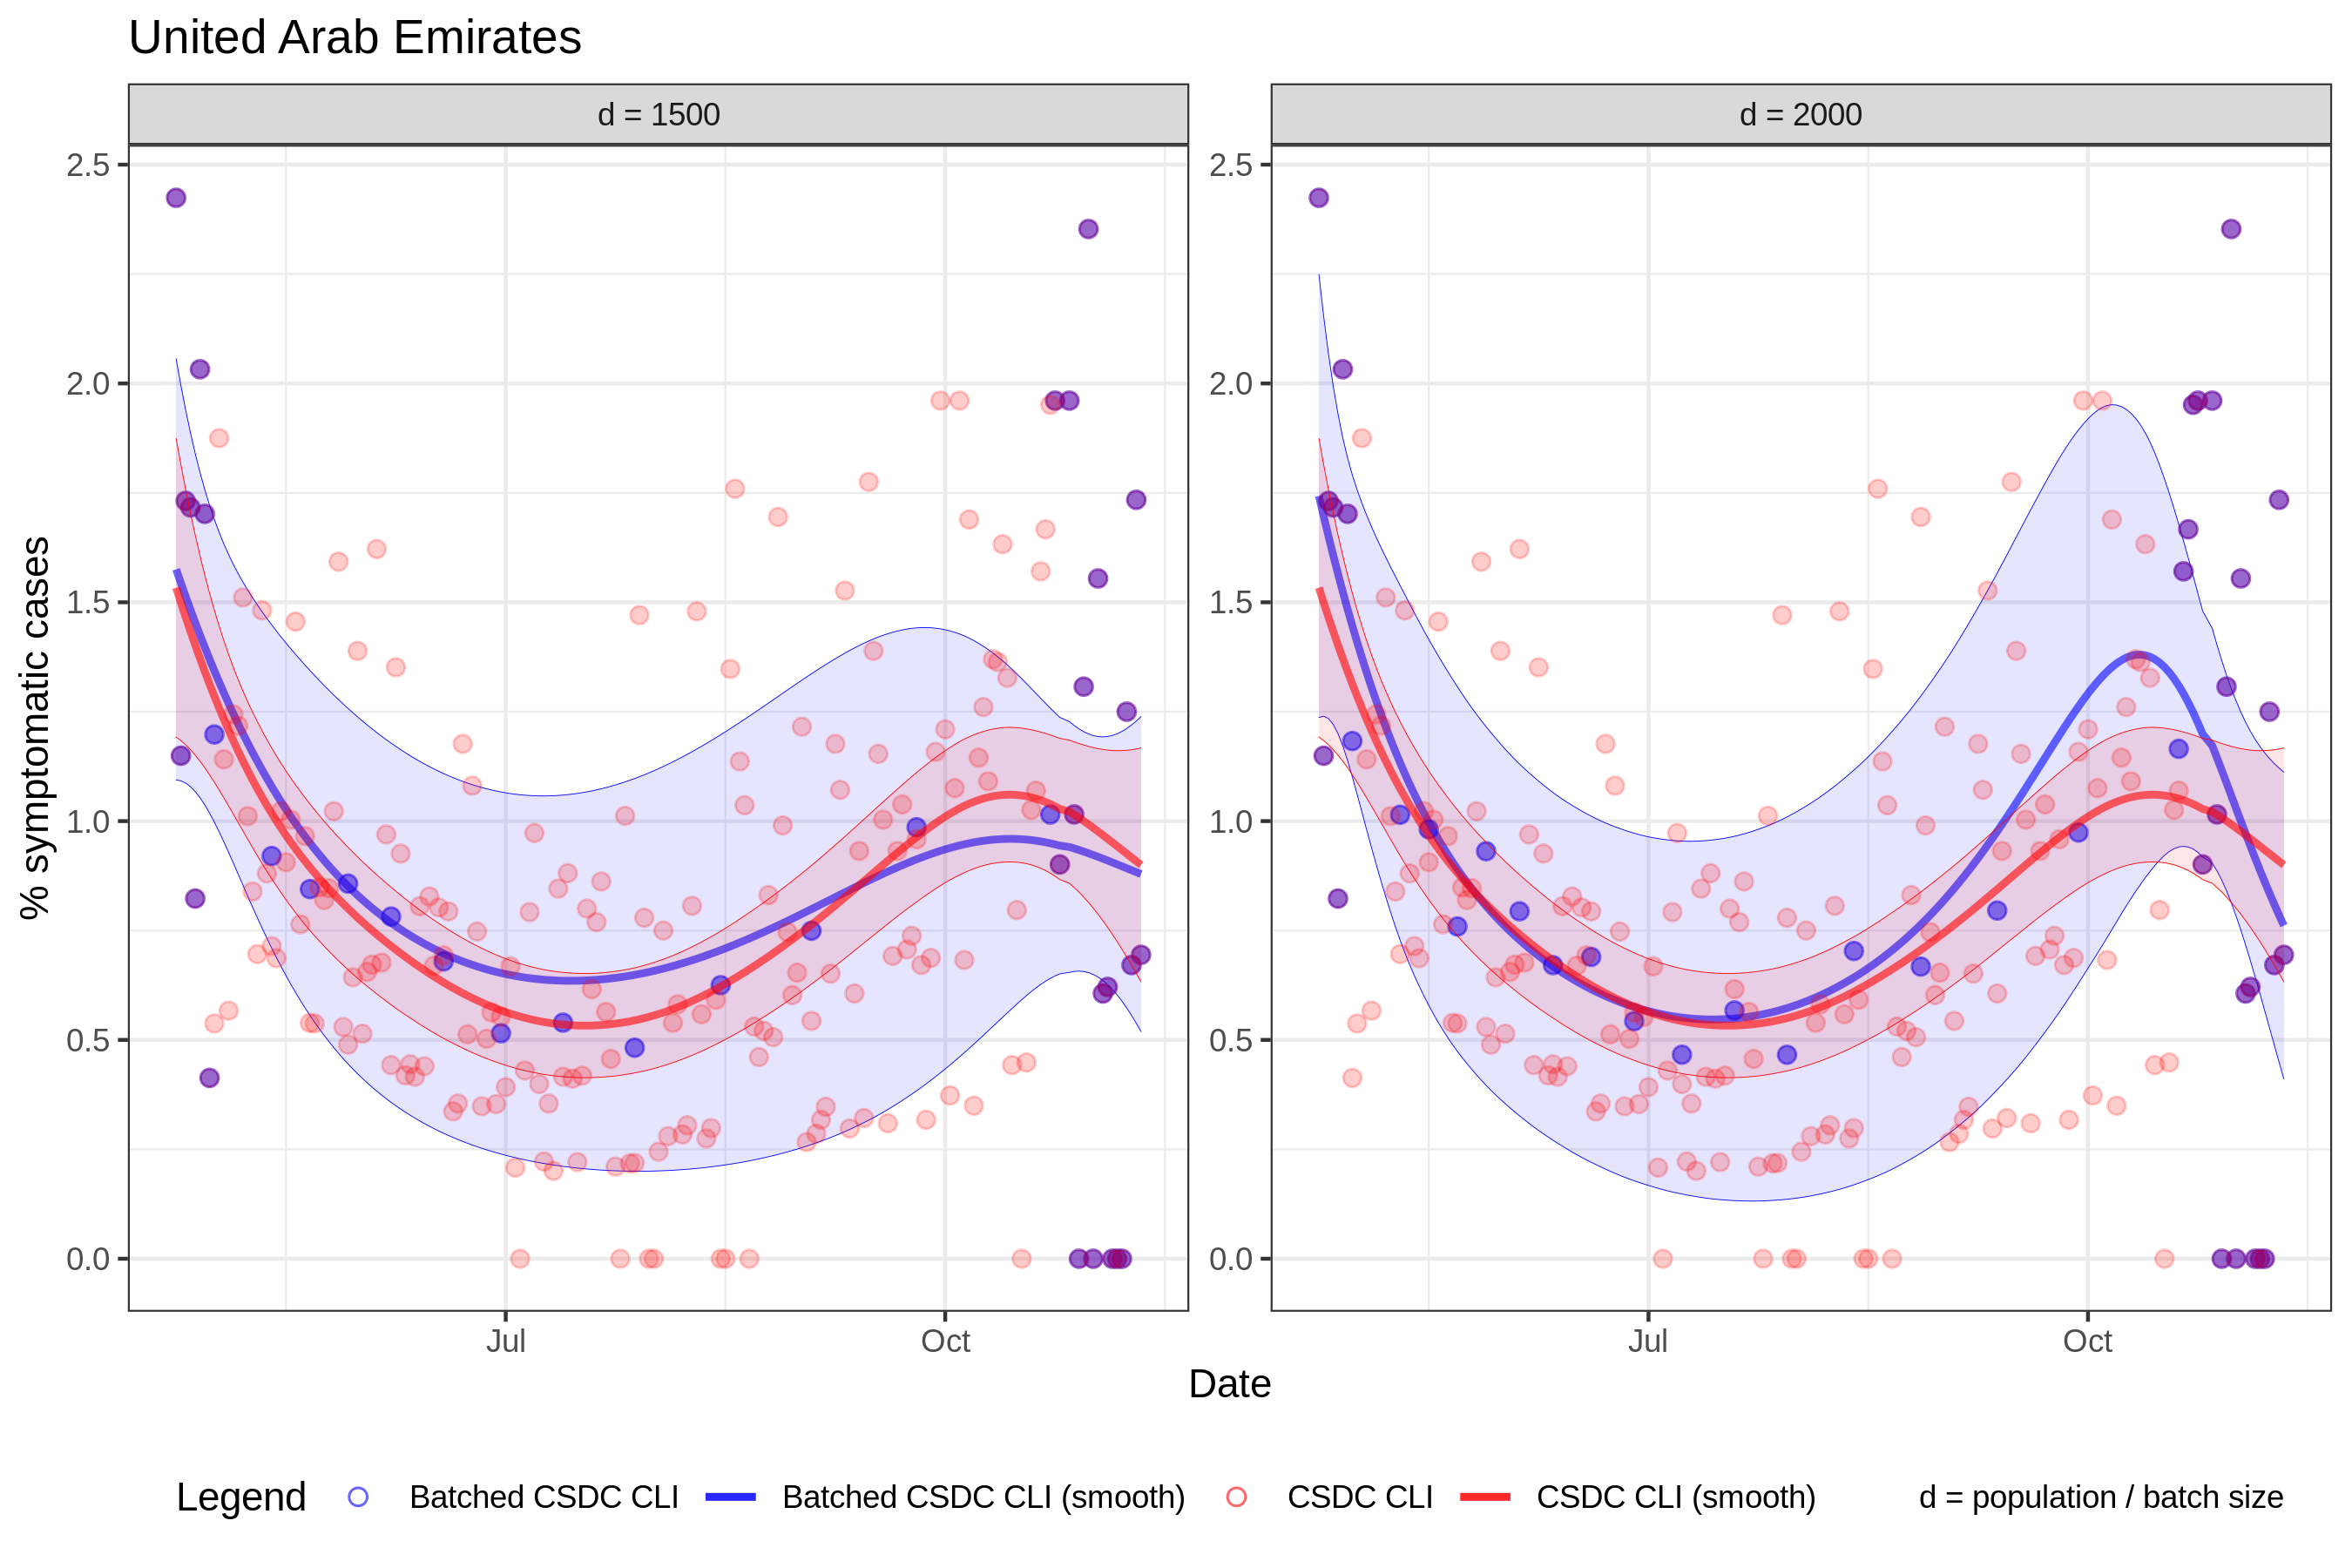 United Arab Emirates
d = 1500
d = 2000
% symptomatic cases
2.5
2.0
1.5
1.0
0.5
0.0
2.5
2.0
1.5
1.0
0.5
0.0
Jul
Oct
Jul
Oct
Date
Legend
Batched CSDC CLI
Batched CSDC CLI (smooth)
CSDC CLI
CSDC CLI (smooth)
d = population / batch size